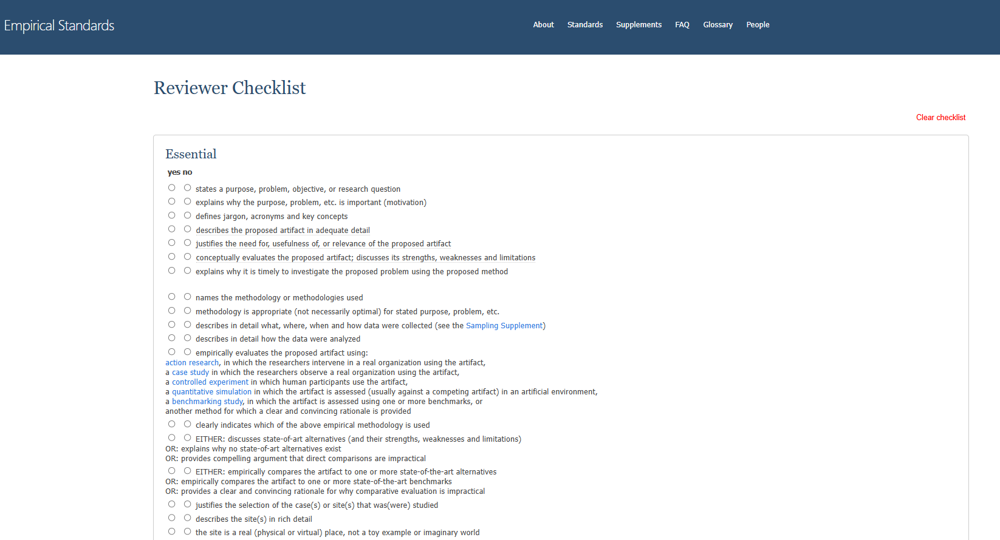 Empirical Standards
About Standards Supplements FAQ Glossary People
Reviewer Checklist
Clear checklist
Essential
yes no
states a purpose, problem, objective, or research question
explains why the purpose, problem, etc. is important (motivation)
defines jargon, acronyms and key concepts
describes the proposed artifact in adequate detail
justifies the need for, usefulness of, or relevance of the proposed artifact
conceptually evaluates the proposed artifact; discusses its strengths, weaknesses and limitations
explains why it is timely to investigate the proposed problem using the proposed method
names the methodology or methodologies used
methodology is appropriate (not necessarily optimal) for stated purpose, problem, etc.
describes in detail what, where, when and how data were collected (see the Sampling Supplement)
describes in detail how the data were analyzed
empirically evaluates the proposed artifact using:
action research, in which the researchers intervene in a real organization using the artifact,
a case study in which the researchers observe a real organization using the artifact,
a controlled experiment in which human participants use the artifact,
a quantitative simulation in which the artifact is assessed (usually against a competing artifact) in an artificial environment,
a benchmarking study, in which the artifact is assessed using one or more benchmarks, or
another method for which a clear and convincing rationale is provided
clearly indicates which of the above empirical methodology is used
EITHER: discusses state-of-art alternatives (and their strengths, weaknesses and limitations)
OR: explains why no state-of-art alternatives exist
OR: provides compelling argument that direct comparisons are impractical
EITHER: empirically compares the artifact to one or more state-of-the-art alternatives
OR: empirically compares the artifact to one or more state-of-the-art benchmarks
OR: provides a clear and convincing rationale for why comparative evaluation is impractical
justifies the selection of the case(s) or site(s) that was(were) studied
describes the site(s) in rich detail
the site is a real (physical or virtual) place, not a toy example or imaginary world